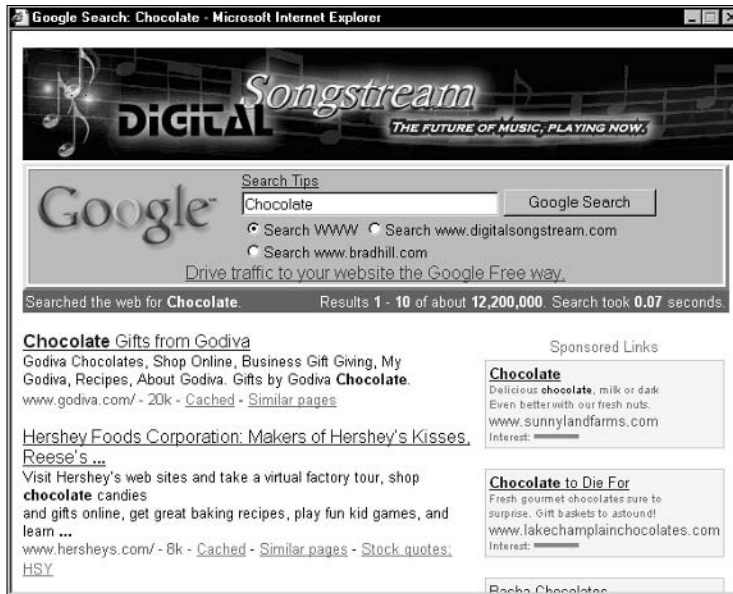 Google Search: Chocolate - Microsoft Internet Explorer
DiGiTAL Songstream
THE FUTURE OF MUSIC, PLAYING NOW.
Google™
Search Tips
Chocolate
Google Search
Search WWW Search www.digitalsongstream.com
Search www.bradhill.com
Drive traffic to your website the Google Free way.
Searched the web for Chocolate. Results 1 - 10 of about 12,200,000. Search took 0.07 seconds.
Chocolate Gifts from Godiva
Godiva Chocolates, Shop Online, Business Gift Giving, My
Godiva, Recipes, About Godiva. Gifts by Godiva Chocolate.
www.godiva.com/ - 20k - Cached - Similar pages
Hershey Foods Corporation: Makers of Hershey's Kisses,
Reese's ...
Visit Hershey's web sites and take a virtual factory tour, shop
chocolate candies
and gifts online, get great baking recipes, play fun kid games, and
learn ...
www.hersheys.com/ - 8k - Cached - Similar pages - Stock quotes:
HSY
Sponsored Links
Chocolate
Delicious chocolate, milk or dark
Even better with our fresh nuts.
www.sunnylandfarms.com
Interest:
Chocolate to Die For
Fresh gourmet chocolates sure to
surprise. Gift baskets to astound!
www.lakechamplainchocolates.com
Interest:
Chocolates